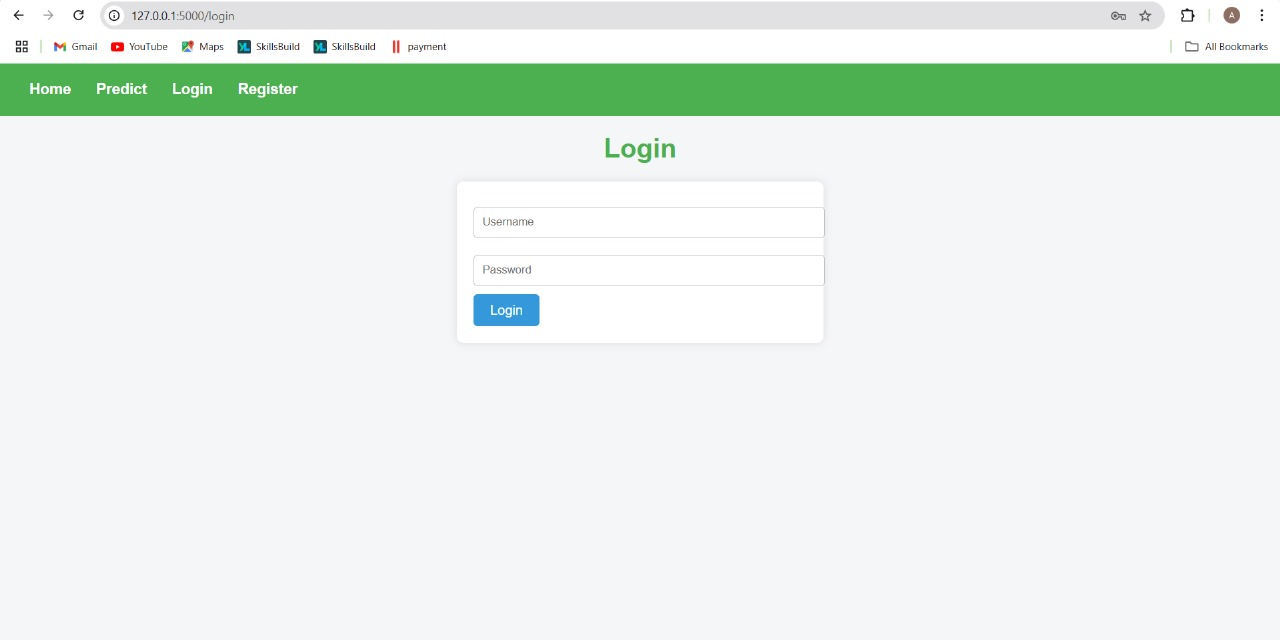 127.0.0.1:5000/login
A
Gmail YouTube Maps SkillsBuild SkillsBuild payment All Bookmarks
Home Predict Login Register
Login
Username
Password
Login